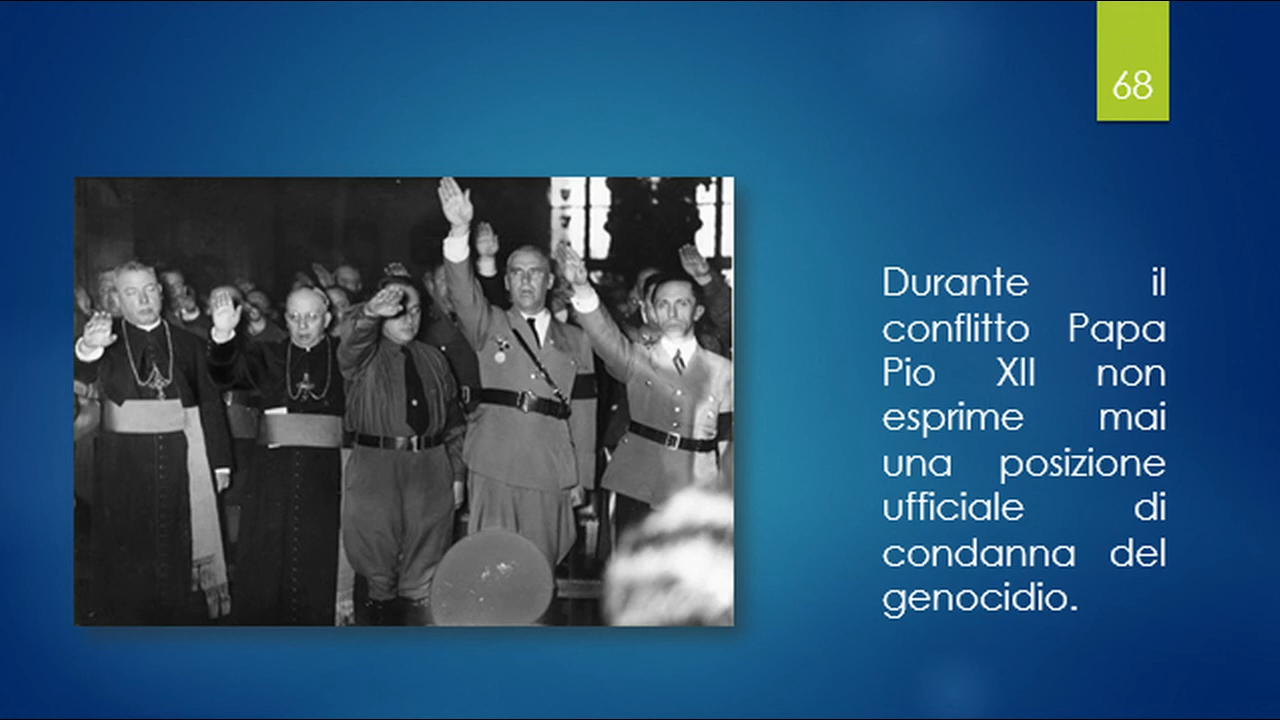 68
Durante il
conflitto Papa
Pio XII non
esprime mai
una posizione
ufficiale di
condanna del
genocidio.